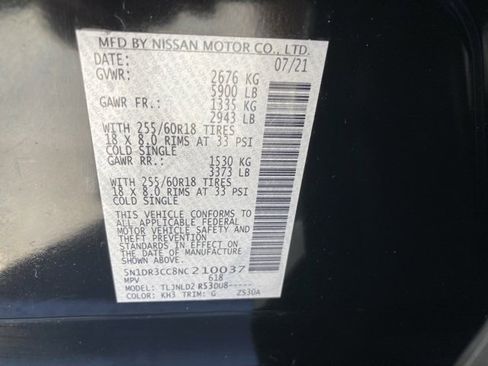 MFD BY NISSAN MOTOR CO., LTD.
DATE: 07/21
GVWR: 2676 KG
5900 LB
GAWR FR.: 1335 KG
2943 LB
WITH 255/60R18 TIRES
18 X 8.0 RIMS AT 33 PSI
COLD SINGLE
GAWR RR.: 1530 KG
3373 LB
WITH 255/60R18 TIRES
18 X 8.0 RIMS AT 33 PSI
COLD SINGLE
THIS VEHICLE CONFORMS TO
ALL APPLICABLE FEDERAL
MOTOR VEHICLE SAFETY
AND THEFT PREVENTION
STANDARDS IN EFFECT ON
THE DATE OF MANUFACTURE
SHOWN ABOVE.
5N1DR3CC8NC210037
MPV 618
MODEL: TLJNLD2 R530U8-----
COLOR: KH3 TRIM: G ZS30A